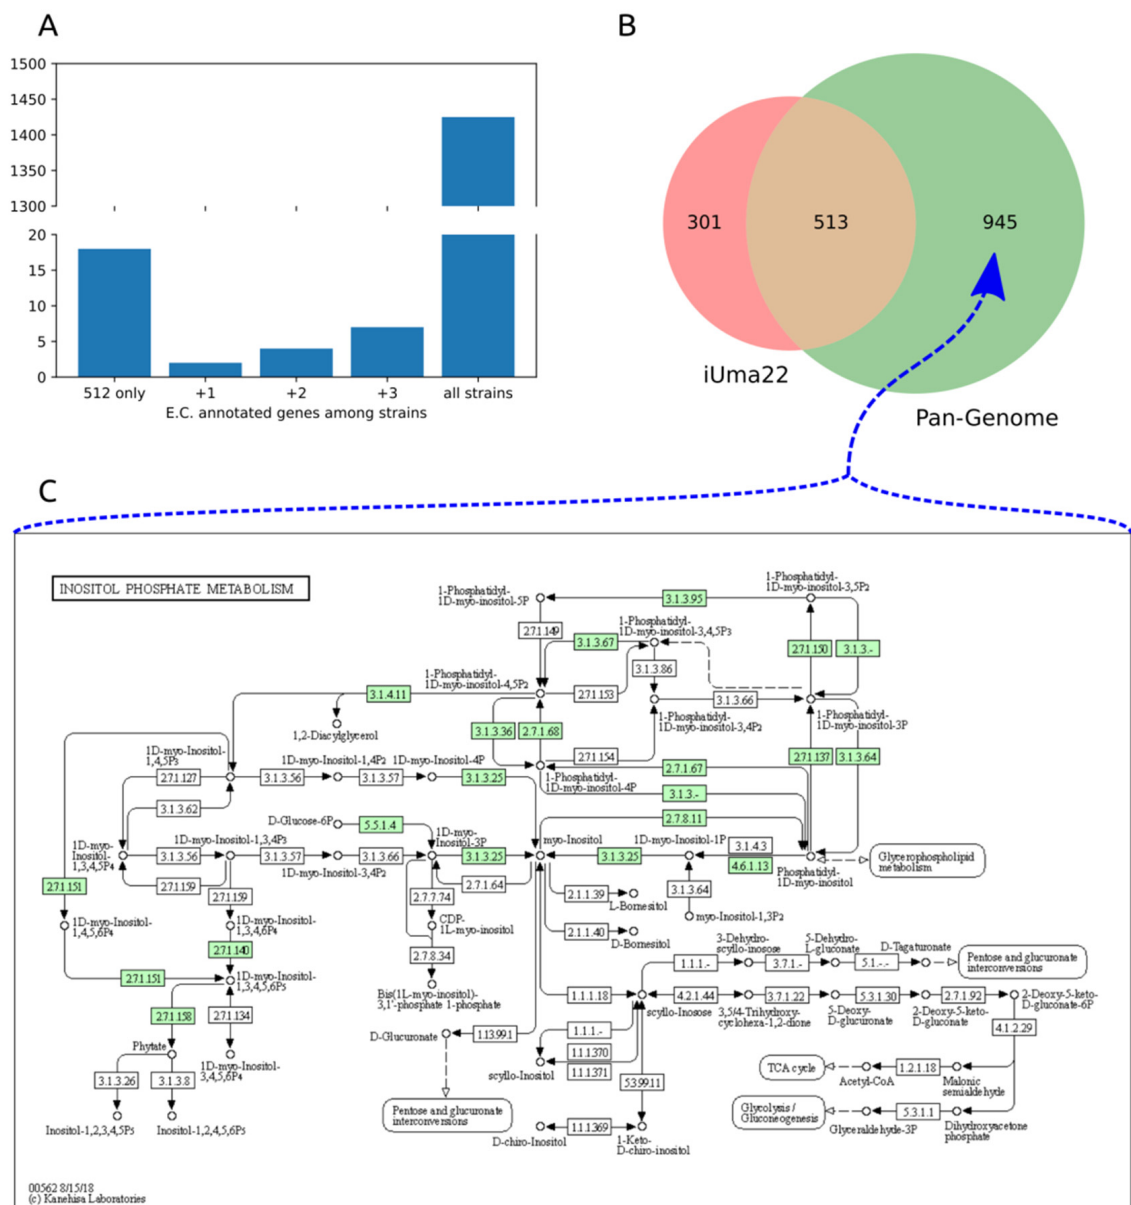 A
1500
1450
1400
1350
1300
20
15
10
5
0
512 only
+1
+2
+3
all strains
E.C. annotated genes among strains
B
301
513
945
iUma22
Pan-Genome
C
INOSITOL PHOSPHATE METABOLISM
1-Phosphatidyl-
1D-myo-inositol-5P
3.1.3.95
1-Phosphatidyl-
1D-myo-inositol-3,5P2
2.7.1.149
3.1.3.67
1-Phosphatidyl-
1D-myo-inositol-3,4,5P3
2.7.1.150
3.1.3.-
3.1.3.86
1-Phosphatidyl-
1D-myo-inositol-4,5P2
3.1.4.11
2.7.1.153
3.1.3.66
1,2-Diacylglycerol
3.1.3.36
2.7.1.68
1-Phosphatidyl-
1D-myo-inositol-3,4P2
1-Phosphatidyl-
1D-myo-inositol-3P
2.7.1.154
2.7.1.137
3.1.3.64
1D-myo-Inositol-
1,4,5P3
1D-myo-Inositol-1,4P2
1D-myo-Inositol-4P
2.7.1.127
3.1.3.56
3.1.3.57
3.1.3.25
1-Phosphatidyl-
1D-myo-inositol-4P
2.7.1.67
3.1.3.-
3.1.3.62
D-Glucose-6P
5.5.1.4
2.7.8.11
1D-myo-
Inositol-
1,3,4,5P4
1D-myo-Inositol-1,3,4P3
1D-myo-
Inositol-3P
myo-Inositol
1D-myo-Inositol-1P
3.1.4.3
3.1.3.56
3.1.3.57
3.1.3.66
3.1.3.25
3.1.3.25
4.6.1.13
Phosphatidyl-
1D-myo-inositol
Glycerophospholipid
metabolism
1D-myo-Inositol-3,4P2
2.7.1.151
2.7.1.159
2.7.1.159
2.7.1.64
2.7.7.74
2.1.1.39
L-Bornesitol
3.1.3.64
myo-Inositol-1,3P2
1D-myo-Inositol-
1,4,5,6P4
1D-myo-Inositol-
1,3,4,6P4
CDP-
1L-myo-inositol
2.1.1.40
D-Bornesitol
2.7.1.140
2.7.8.34
3-Dehydro-
scyllo-inosose
5-Dehydro-
L-gluconate
D-Tagaturonate
1.1.1.-
3.7.1.-
5.1.-.-
Pentose and glucuronate
interconversions
2.7.1.151
1D-myo-Inositol-
1,3,4,5,6P5
Bis(1L-myo-inositol)-
3,1'-phosphate 1-phosphate
1.1.1.18
4.2.1.44
3.7.1.22
5.3.1.30
2.7.1.92
2-Deoxy-5-keto-
D-gluconate-6P
scyllo-Inosose
3,5/4-Trihydroxy-
cyclohexa-1,2-dione
5-Deoxy-
D-glucuronate
2-Deoxy-5-keto-
D-gluconate
2.7.1.158
2.7.1.134
D-Glucuronate
1.13.99.1
1.1.1.-
4.1.2.29
Phytate
1.1.1.370
1.1.1.371
scyllo-Inositol
1D-myo-Inositol-
3,4,5,6P4
TCA cycle
Acetyl-CoA
1.2.1.18
Malonic
semialdehyde
3.1.3.26
3.1.3.8
5.3.99.11
Pentose and glucuronate
interconversions
Glycolysis /
Gluconeogenesis
5.3.1.1
Glyceraldehyde-3P
Dihydroxyacetone
phosphate
Inositol-1,2,3,4,5P5
Inositol-1,2,4,5,6P5
1.1.1.369
D-chiro-Inositol
1-Keto-
D-chiro-inositol
00562 8/15/18
(c) Kanehisa Laboratories